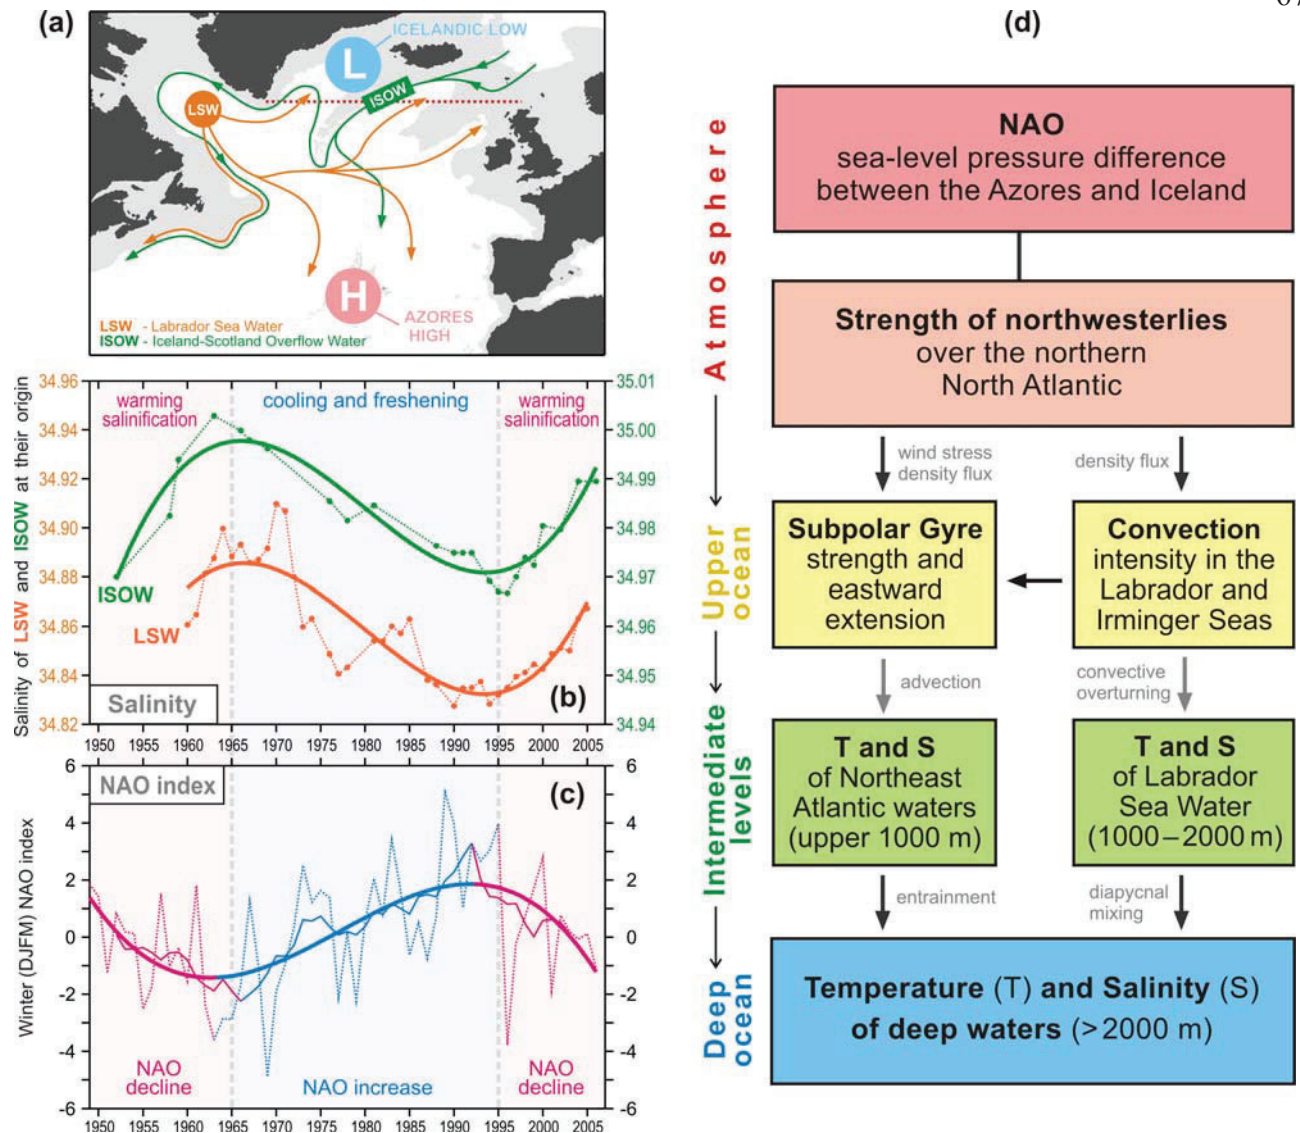 (a)
ICELANDIC LOW
L
ISOW
LSW
H
AZORES
HIGH
LSW - Labrador Sea Water
ISOW - Iceland-Scotland Overflow Water
Salinity of LSW and ISOW at their origin
34.96
34.94
34.92
34.90
34.88
34.86
34.84
34.82
35.01
35.00
34.99
34.98
34.97
34.96
34.95
34.94
warming
salinification
cooling and freshening
warming
salinification
ISOW
LSW
Salinity
(b)
1950 1955 1960 1965 1970 1975 1980 1985 1990 1995 2000 2005
Winter (DJFM) NAO index
6
4
2
0
-2
-4
-6
NAO index
(c)
6
4
2
0
-2
-4
-6
NAO
decline
NAO increase
NAO
decline
1950 1955 1960 1965 1970 1975 1980 1985 1990 1995 2000 2005
(d)
Atmosphere
Upper
ocean
Intermediate
levels
Deep
ocean
NAO
sea-level pressure difference
between the Azores and Iceland
Strength of northwesterlies
over the northern
North Atlantic
wind stress
density flux
density flux
Subpolar Gyre
strength and
eastward
extension
Convection
intensity in the
Labrador and
Irminger Seas
advection
convective
overturning
T and S
of Northeast
Atlantic waters
(upper 1000 m)
T and S
of Labrador
Sea Water
(1000–2000 m)
entrainment
diapycnal
mixing
Temperature (T) and Salinity (S)
of deep waters (> 2000 m)